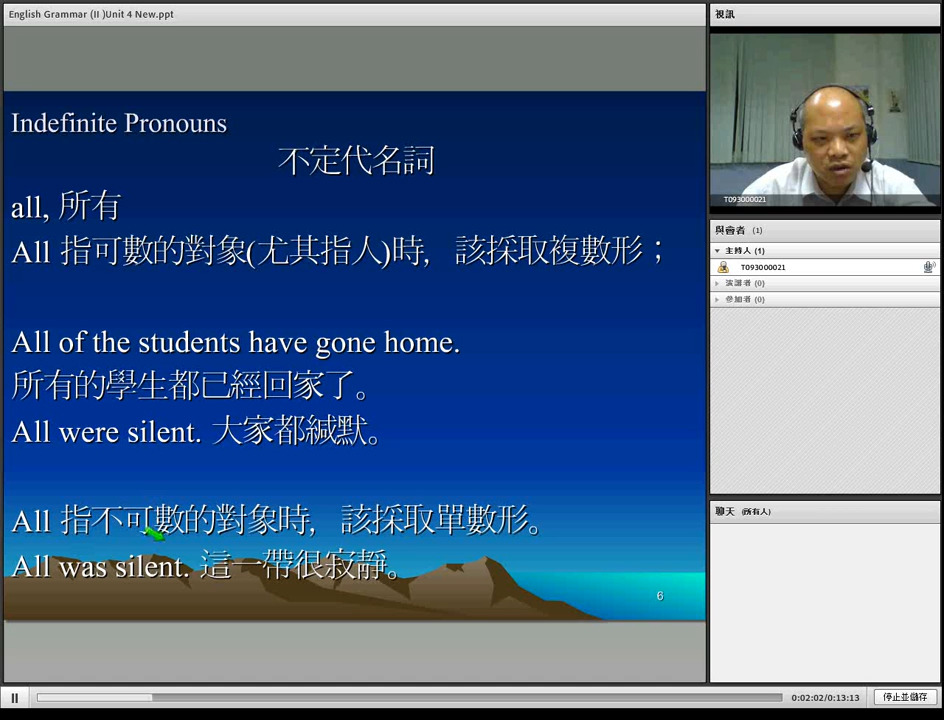 English Grammar (II )Unit 4 New.ppt
視訊
Indefinite Pronouns
不定代名詞
all, 所有
All 指可數的對象(尤其指人)時, 該採取複數形；
All of the students have gone home.
所有的學生都已經回家了。
All were silent. 大家都緘默。
All 指不可數的對象時, 該採取單數形。
All was silent. 這一帶很寂靜。
6
T093000021
與會者 (1)
主持人 (1)
T093000021
演講者 (0)
參加者 (0)
聊天 (所有人)
0:02:02/0:13:13
停止並儲存